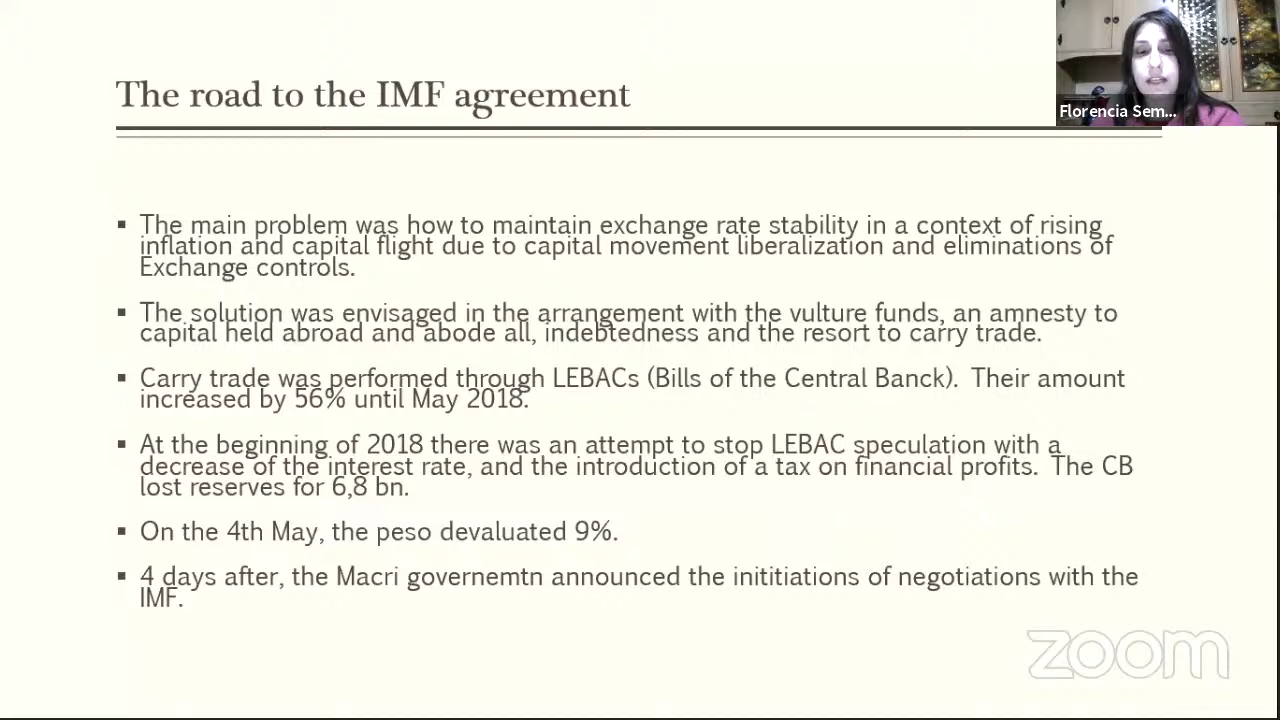 The road to the IMF agreement
Florencia Sem...
▪ The main problem was how to maintain exchange rate stability in a context of rising
inflation and capital flight due to capital movement liberalization and eliminations of
Exchange controls.
▪ The solution was envisaged in the arrangement with the vulture funds, an amnesty to
capital held abroad and abode all, indebtedness and the resort to carry trade.
▪ Carry trade was performed through LEBACs (Bills of the Central Banck).  Their amount
increased by 56% until May 2018.
▪ At the beginning of 2018 there was an attempt to stop LEBAC speculation with a
decrease of the interest rate, and the introduction of a tax on financial profits.  The CB
lost reserves for 6,8 bn.
▪ On the 4th May, the peso devaluated 9%.
▪ 4 days after, the Macri governemtn announced the inititiations of negotiations with the
IMF.
zoom